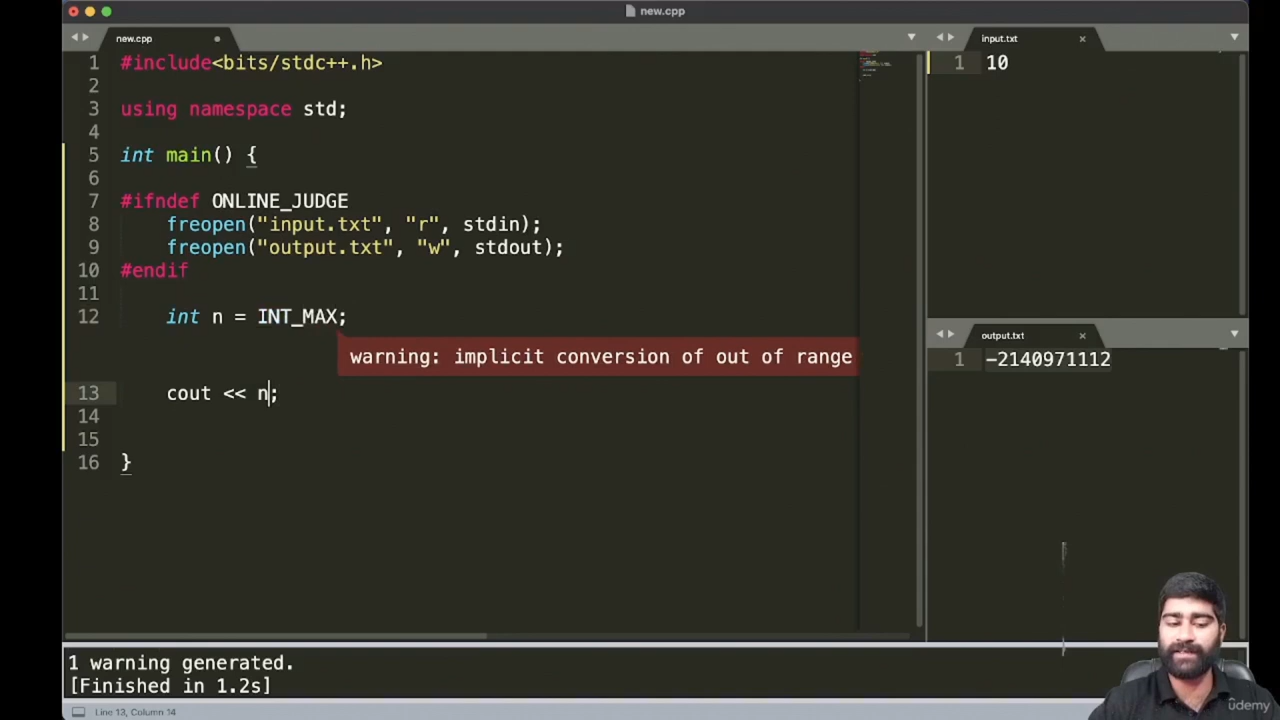 new.cpp
new.cpp
1 #include<bits/stdc++.h>
2
3 using namespace std;
4
5 int main() {
6
7 #ifndef ONLINE_JUDGE
8 freopen("input.txt", "r", stdin);
9 freopen("output.txt", "w", stdout);
10 #endif
11
12 int n = INT_MAX;
warning: implicit conversion of out of range
13 cout << n;
14
15
16 }
input.txt
1 10
output.txt
1 -2140971112
1 warning generated.
[Finished in 1.2s]
Line 13, Column 14
ûdemy